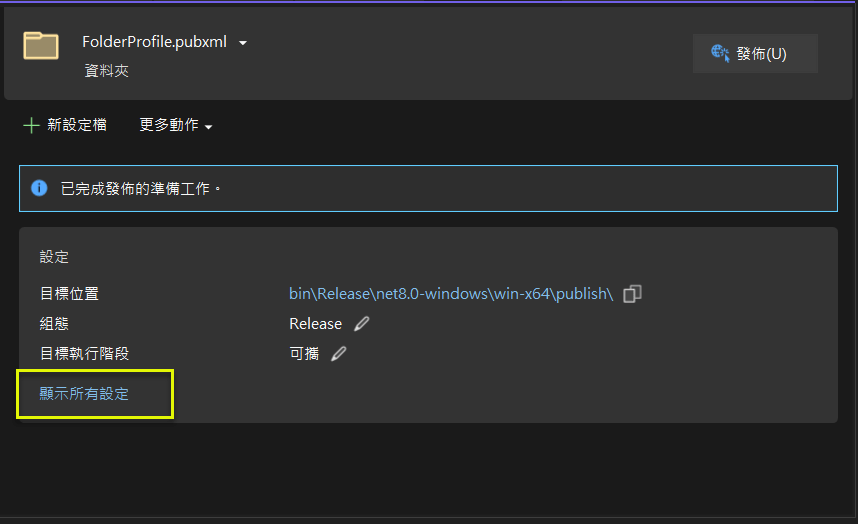 FolderProfile.pubxml
發佈(U)
資料夾
新設定檔 更多動作
已完成發佈的準備工作。
設定
目標位置 bin\Release\net8.0-windows\win-x64\publish\
組態 Release
目標執行階段 可攜
顯示所有設定